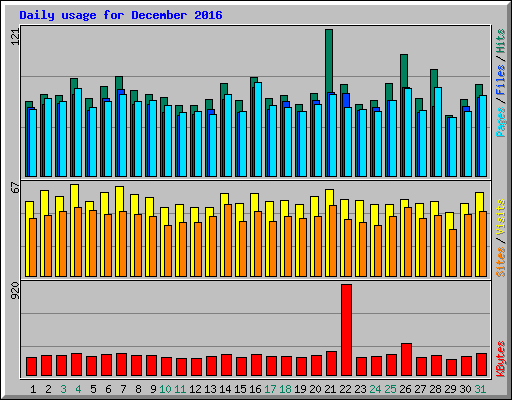 Daily usage for December 2016
121
67
920
Pages / Files / Hits
Sites / Visits
KBytes
1 2 3 4 5 6 7 8 9 10 11 12 13 14 15 16 17 18 19 20 21 22 23 24 25 26 27 28 29 30 31